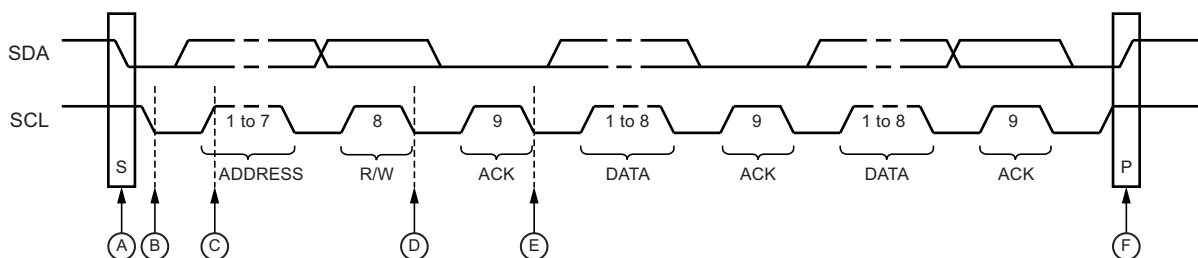 SDA
SCL
1 to 7 8 9 1 to 8 9 1 to 8 9
S ADDRESS R/W ACK DATA ACK DATA ACK P
A B C D E F